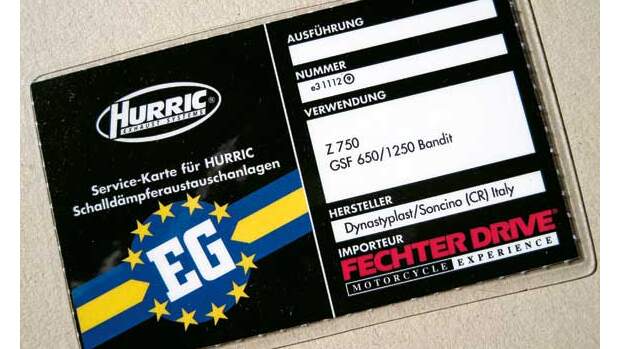 HURRIC®
EXHAUST SYSTEMS
Service-Karte für HURRIC
Schalldämpferaustauschanlagen
EG
AUSFÜHRUNG
NUMMER
e3 1112
VERWENDUNG
Z 750
GSF 650/1250 Bandit
HERSTELLER
Dynastyplast/Soncino (CR) Italy
IMPORTEUR
FECHTER DRIVE®
MOTORCYCLE EXPERIENCE